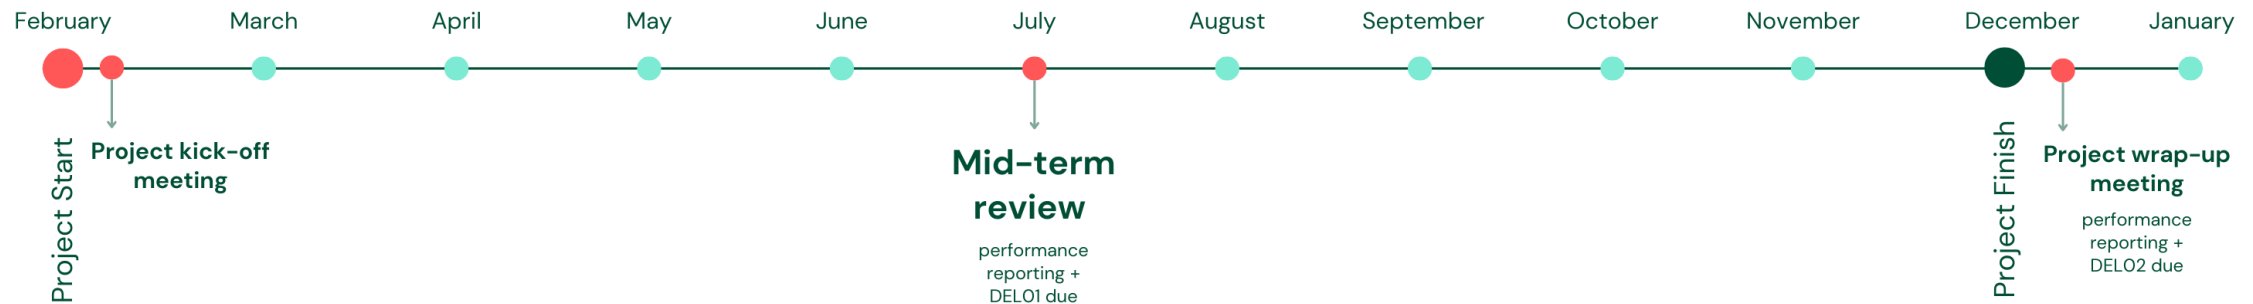 February March April May June July August September October November December January
Project Start
Project kick-off
meeting
Mid-term
review
performance
reporting +
DEL01 due
Project Finish
Project wrap-up
meeting
performance
reporting +
DEL02 due